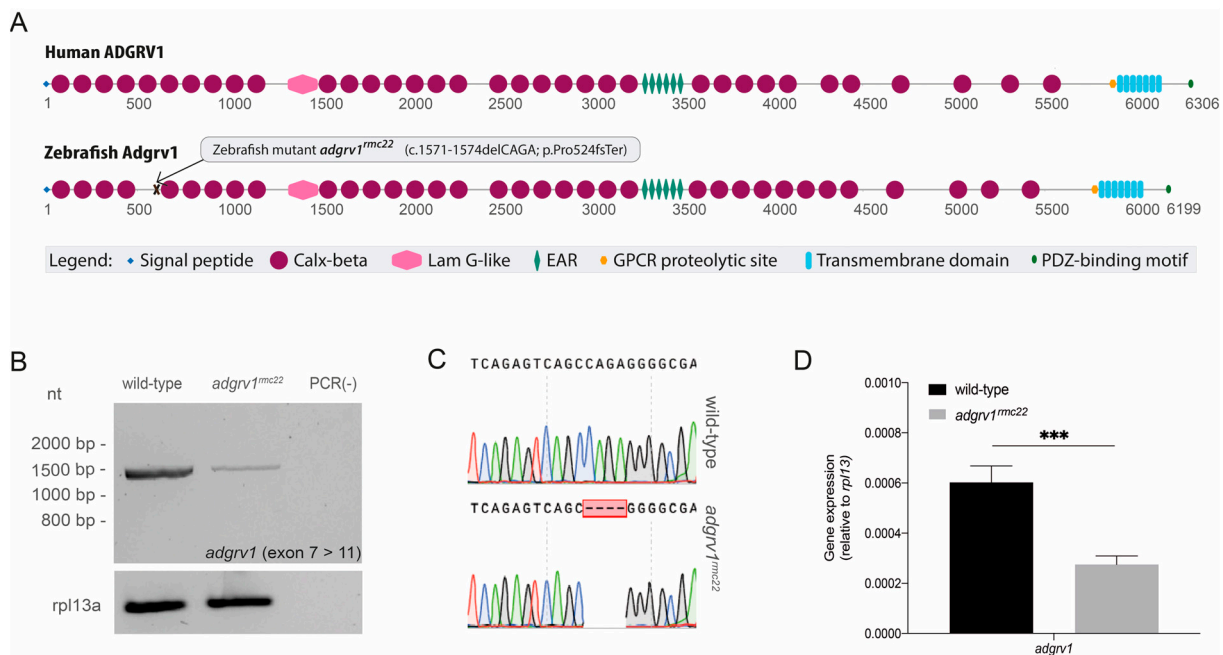 A
Human ADGRV1
1 500 1000 1500 2000 2500 3000 3500 4000 4500 5000 5500 6000 6306
Zebrafish Adgrv1
Zebrafish mutant adgrv1rmc22 (c.1571-1574delCAGA; p.Pro524fsTer)
x
1 500 1000 1500 2000 2500 3000 3500 4000 4500 5000 5500 6000 6199
Legend: Signal peptide Calx-beta Lam G-like EAR GPCR proteolytic site Transmembrane domain PDZ-binding motif
B
nt wild-type adgrv1rmc22 PCR(-)
2000 bp -
1500 bp -
1000 bp -
800 bp -
adgrv1 (exon 7 > 11)
rpl13a
C
TCAGAGTCAGCCAGAGGGGCGA
wild-type
TCAGAGTCAGC----GGGGCGA
adgrv1rmc22
D
Gene expression
(relative to rpl13)
0.0010
0.0008
0.0006
0.0004
0.0002
0.0000
wild-type
adgrv1rmc22
***
adgrv1